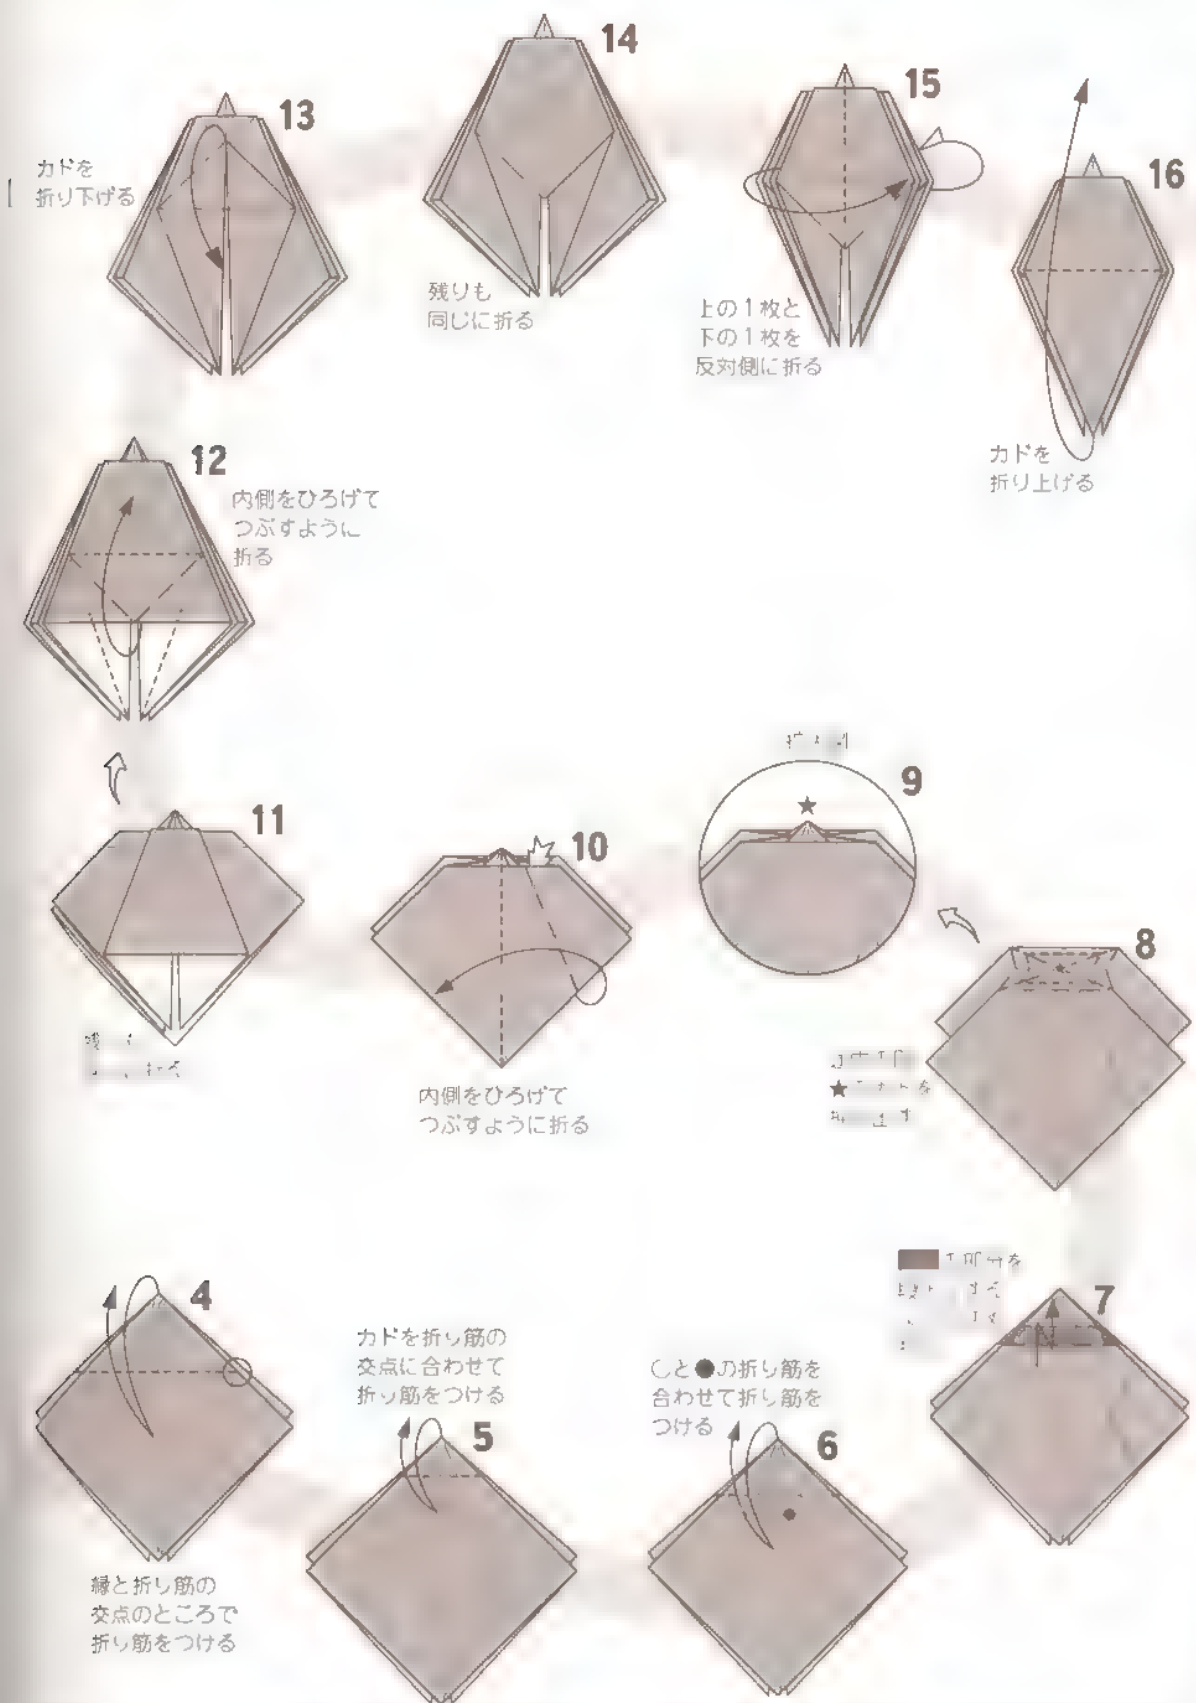 4
縁と折り筋の
交点のところで
折り筋をつける
5
カドを折り筋の
交点に合わせて
折り筋をつける
6
○と●の折り筋を
合わせて折り筋を
つける
7
8
★
9
★
10
内側をひろげて
つぶすように折る
11
12
内側をひろげて
つぶすように
折る
13
カドを
折り下げる
14
残りも
同じに折る
15
上の1枚と
下の1枚を
反対側に折る
16
カドを
折り上げる